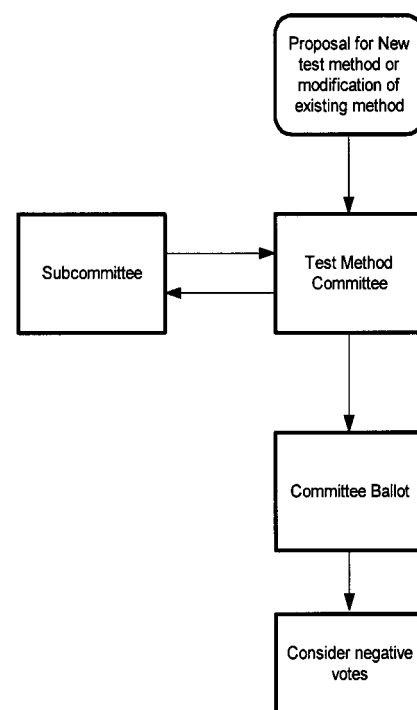 Proposal for New
test method or
modification of
existing method
Subcommittee
Test Method
Committee
Committee Ballot
Consider negative
votes